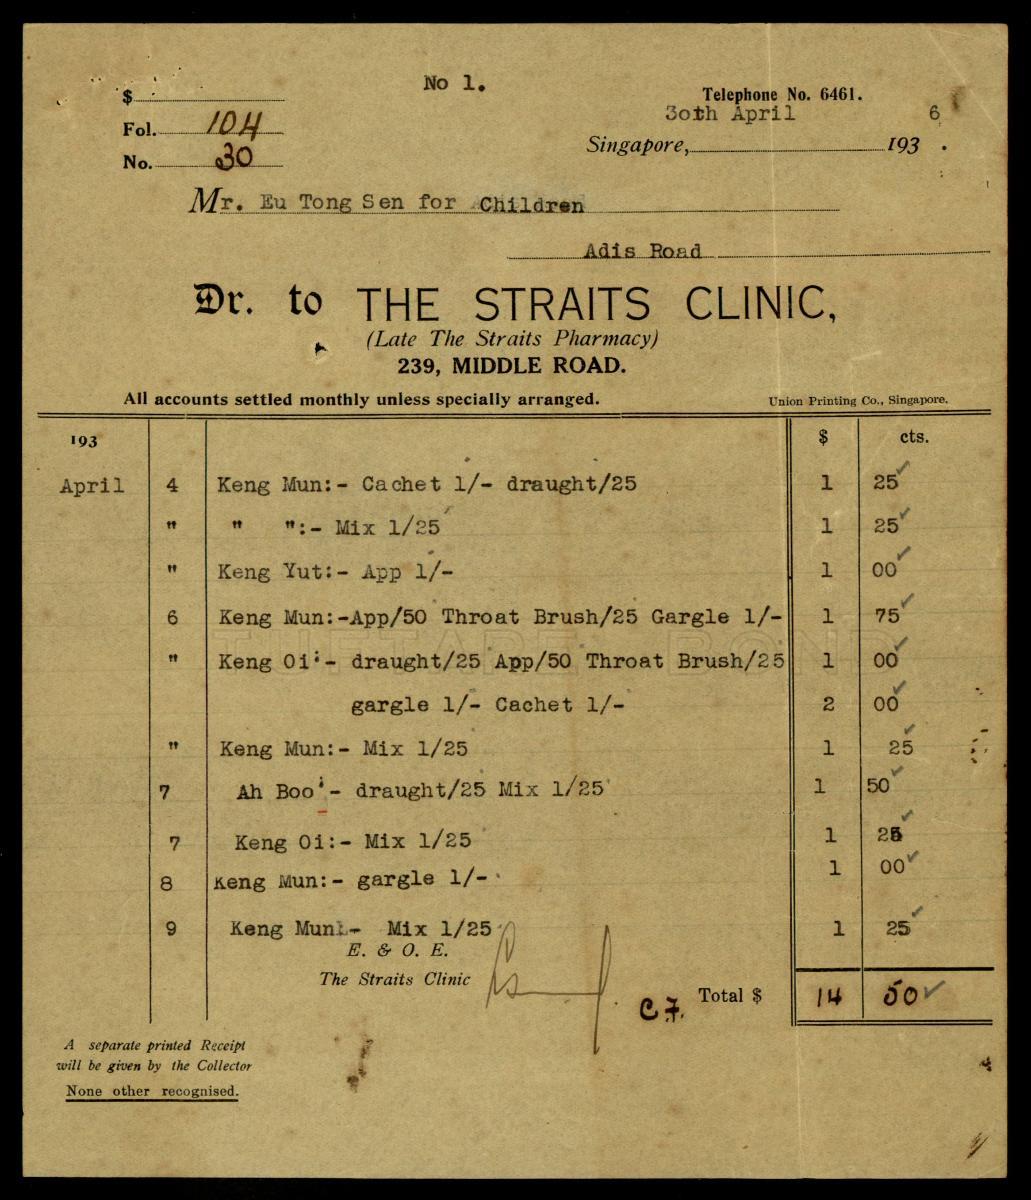 No 1.
$
Telephone No. 6461.
Fol. 104
30th April 6
Singapore, 193 .
No. 30
Mr. Eu Tong Sen for Children
Adis Road
Dr. to THE STRAITS CLINIC,
(Late The Straits Pharmacy)
239, MIDDLE ROAD.
All accounts settled monthly unless specially arranged. Union Printing Co., Singapore.
193 $ cts.
April 4 Keng Mun:- Cachet 1/- draught/25 1 25
" " ":- Mix 1/25 1 25
" Keng Yut:- App 1/- 1 00
6 Keng Mun:-App/50 Throat Brush/25 Gargle 1/- 1 75
" Keng Oi:- draught/25 App/50 Throat Brush/25 1 00
gargle 1/- Cachet 1/- 2 00
" Keng Mun:- Mix 1/25 1 25
7 Ah Boo:- draught/25 Mix 1/25 1 50
7 Keng Oi:- Mix 1/25 1 25
8 Keng Mun:- gargle 1/- 1 00
9 Keng Mun:- Mix 1/25 1 25
E. & O. E.
The Straits Clinic
C 7. Total $ 14 50
A separate printed Receipt
will be given by the Collector
None other recognised.